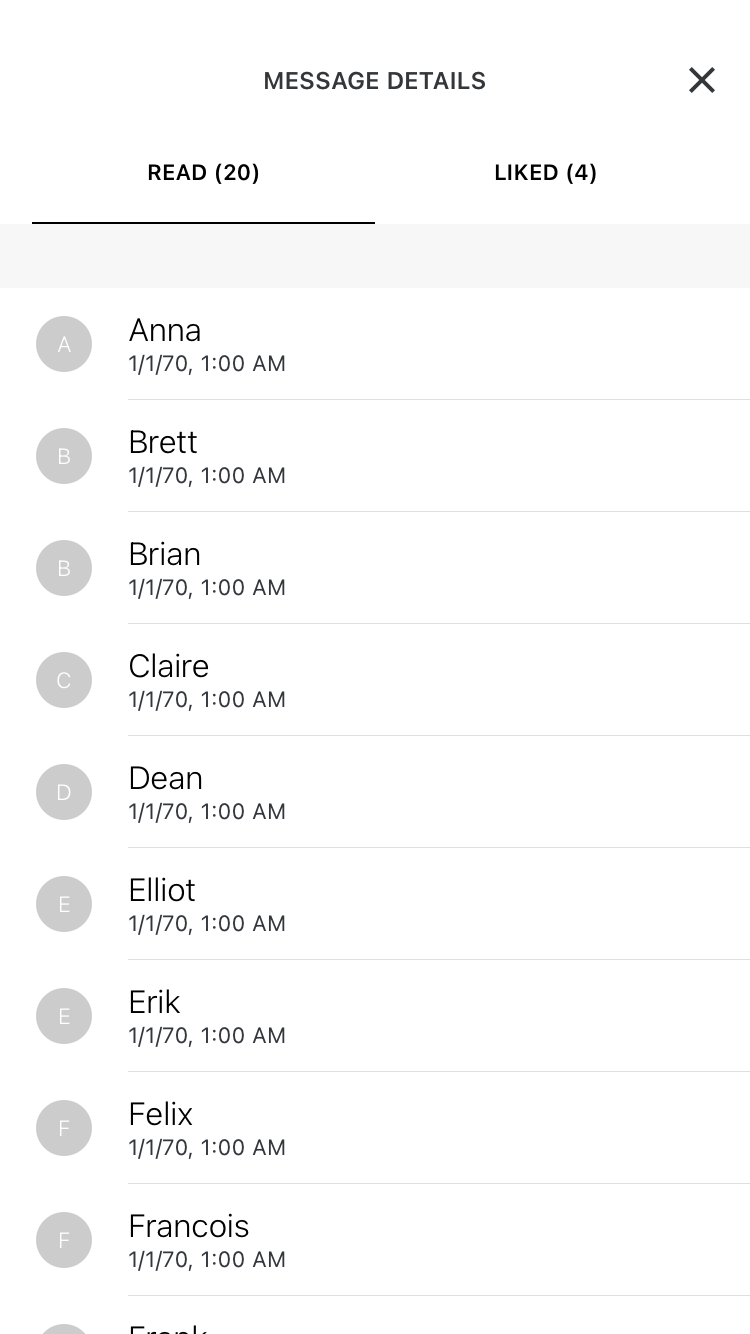 MESSAGE DETAILS
READ (20)
LIKED (4)
A
Anna
1/1/70, 1:00 AM
B
Brett
1/1/70, 1:00 AM
B
Brian
1/1/70, 1:00 AM
C
Claire
1/1/70, 1:00 AM
D
Dean
1/1/70, 1:00 AM
E
Elliot
1/1/70, 1:00 AM
E
Erik
1/1/70, 1:00 AM
F
Felix
1/1/70, 1:00 AM
F
Francois
1/1/70, 1:00 AM